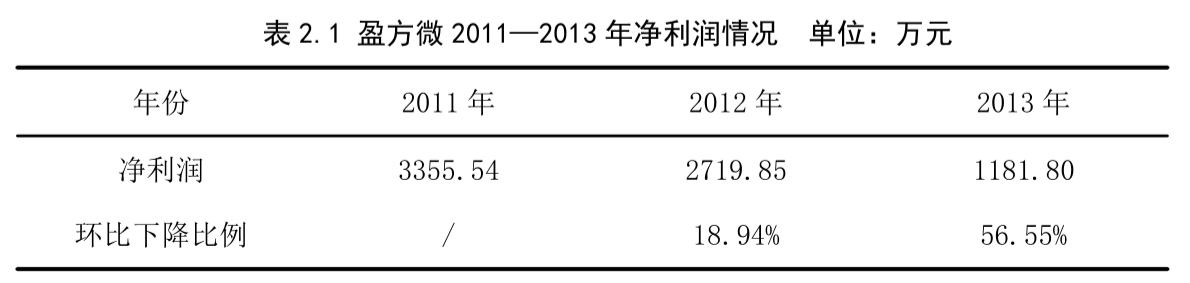 表 2.1 盈方微 2011—2013 年净利润情况 单位：万元
年份 2011 年 2012 年 2013 年
净利润 3355.54 2719.85 1181.80
环比下降比例 / 18.94% 56.55%